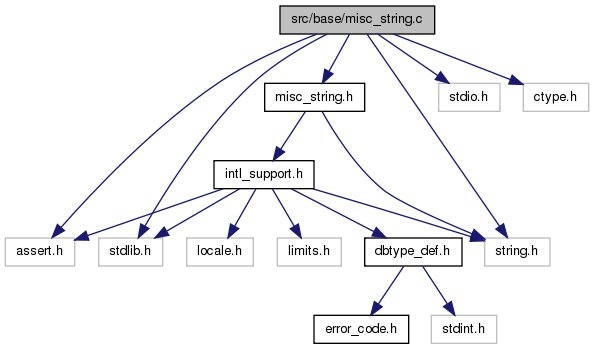 src/base/misc_string.c
misc_string.h
stdio.h
ctype.h
intl_support.h
assert.h
stdlib.h
locale.h
limits.h
dbtype_def.h
string.h
error_code.h
stdint.h